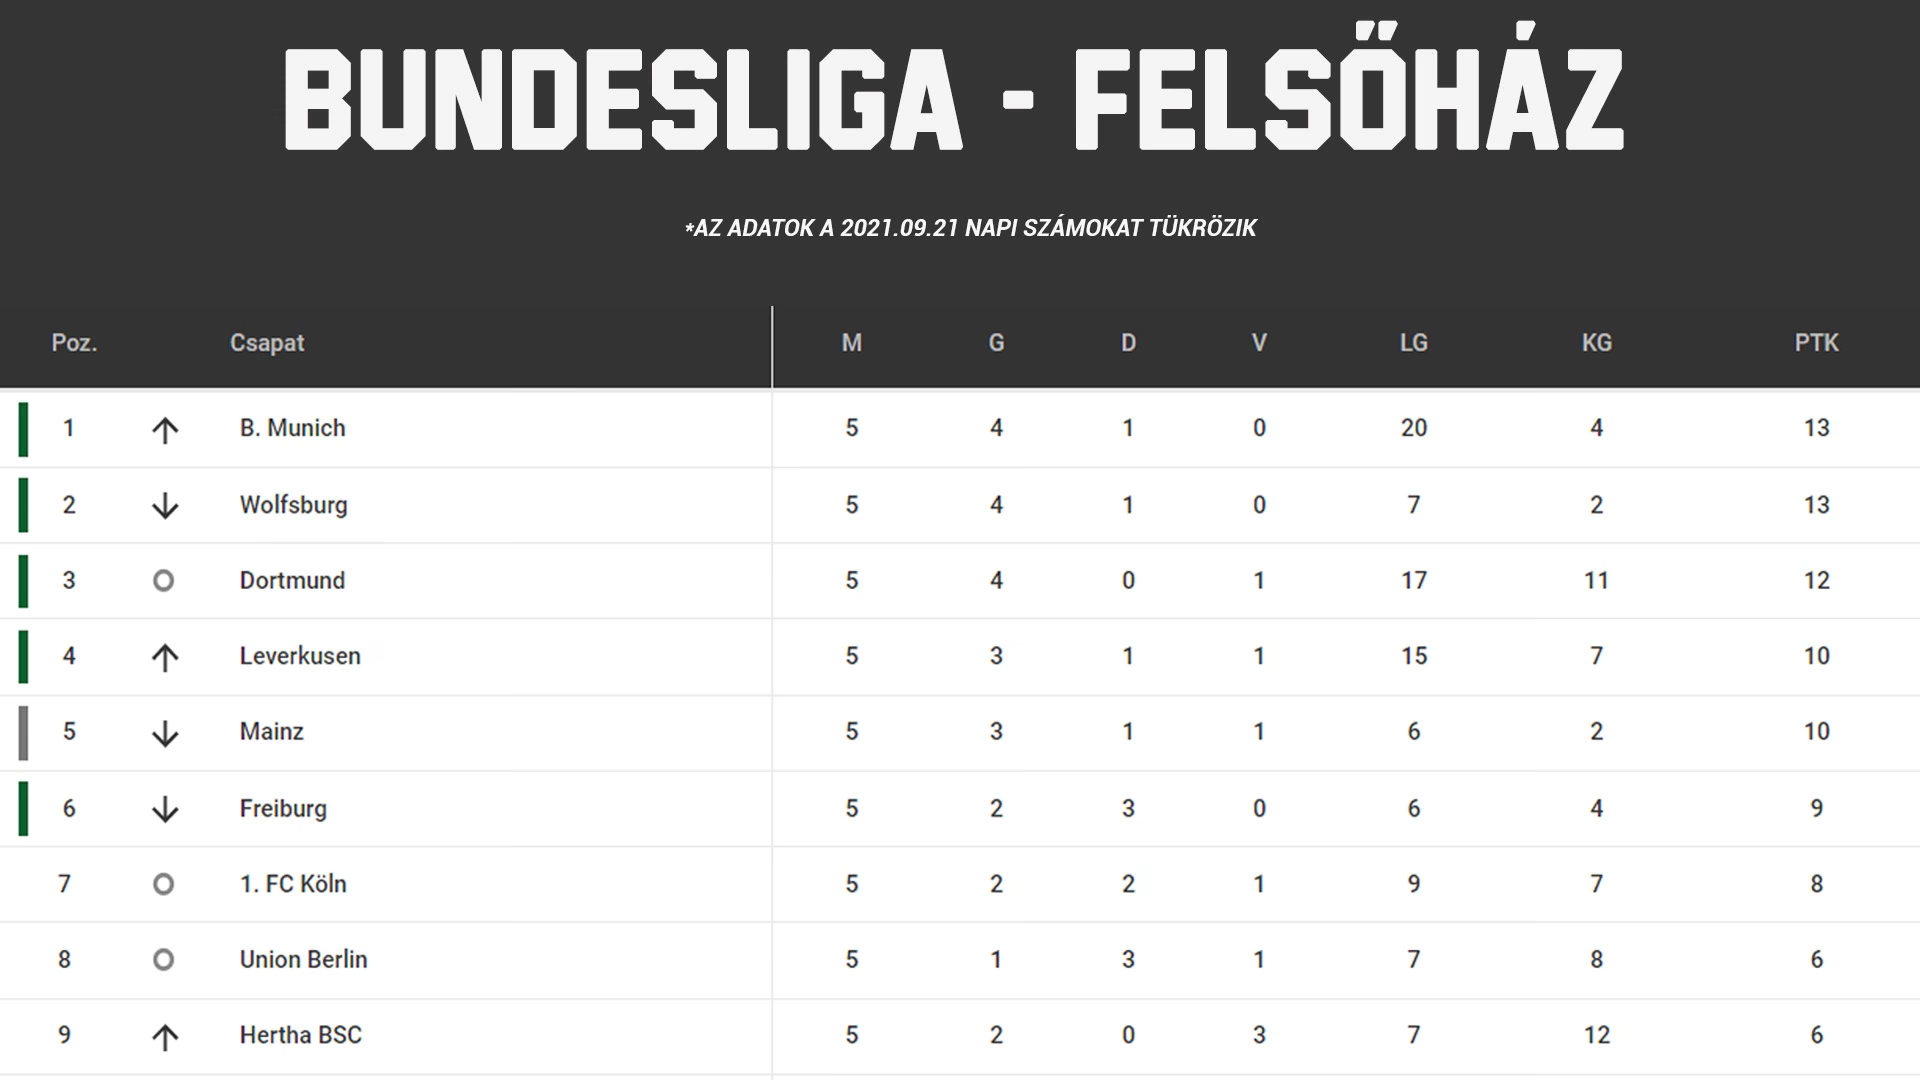 BUNDESLIGA - FELSŐHÁZ
*AZ ADATOK A 2021.09.21 NAPI SZÁMOKAT TÜKRÖZIK
Poz. Csapat M G D V LG KG PTK
1 B. Munich 5 4 1 0 20 4 13
2 Wolfsburg 5 4 1 0 7 2 13
3 Dortmund 5 4 0 1 17 11 12
4 Leverkusen 5 3 1 1 15 7 10
5 Mainz 5 3 1 1 6 2 10
6 Freiburg 5 2 3 0 6 4 9
7 1. FC Köln 5 2 2 1 9 7 8
8 Union Berlin 5 1 3 1 7 8 6
9 Hertha BSC 5 2 0 3 7 12 6